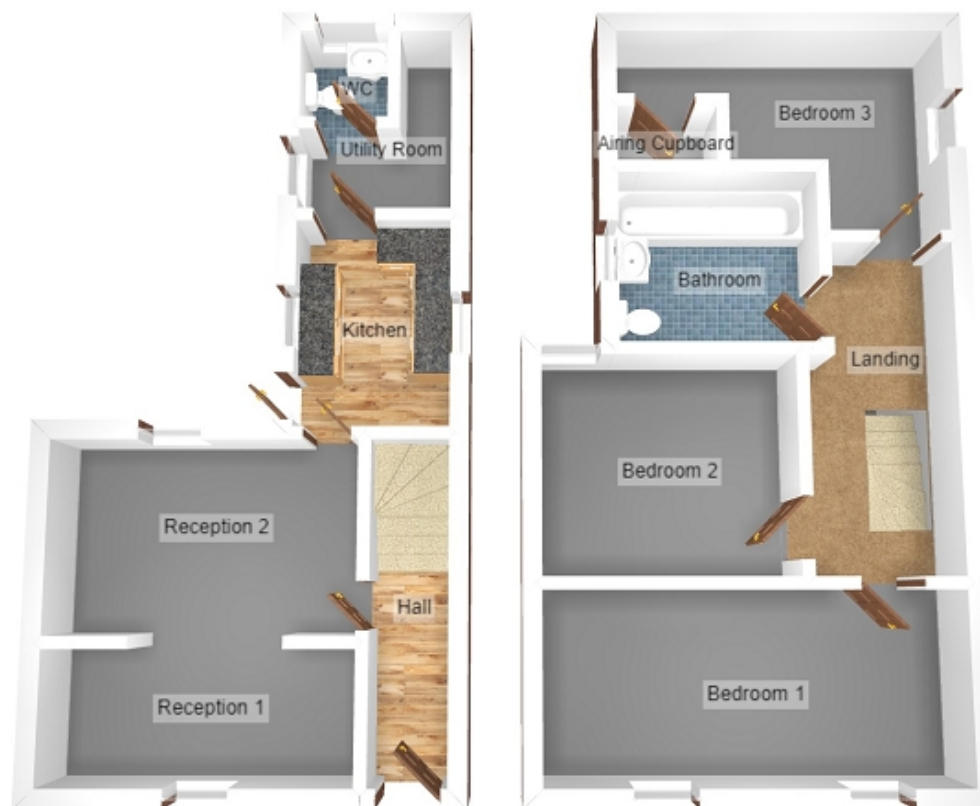 WC
Utility Room
Kitchen
Reception 2
Hall
Reception 1
Bedroom 3
Airing Cupboard
Bathroom
Landing
Bedroom 2
Bedroom 1